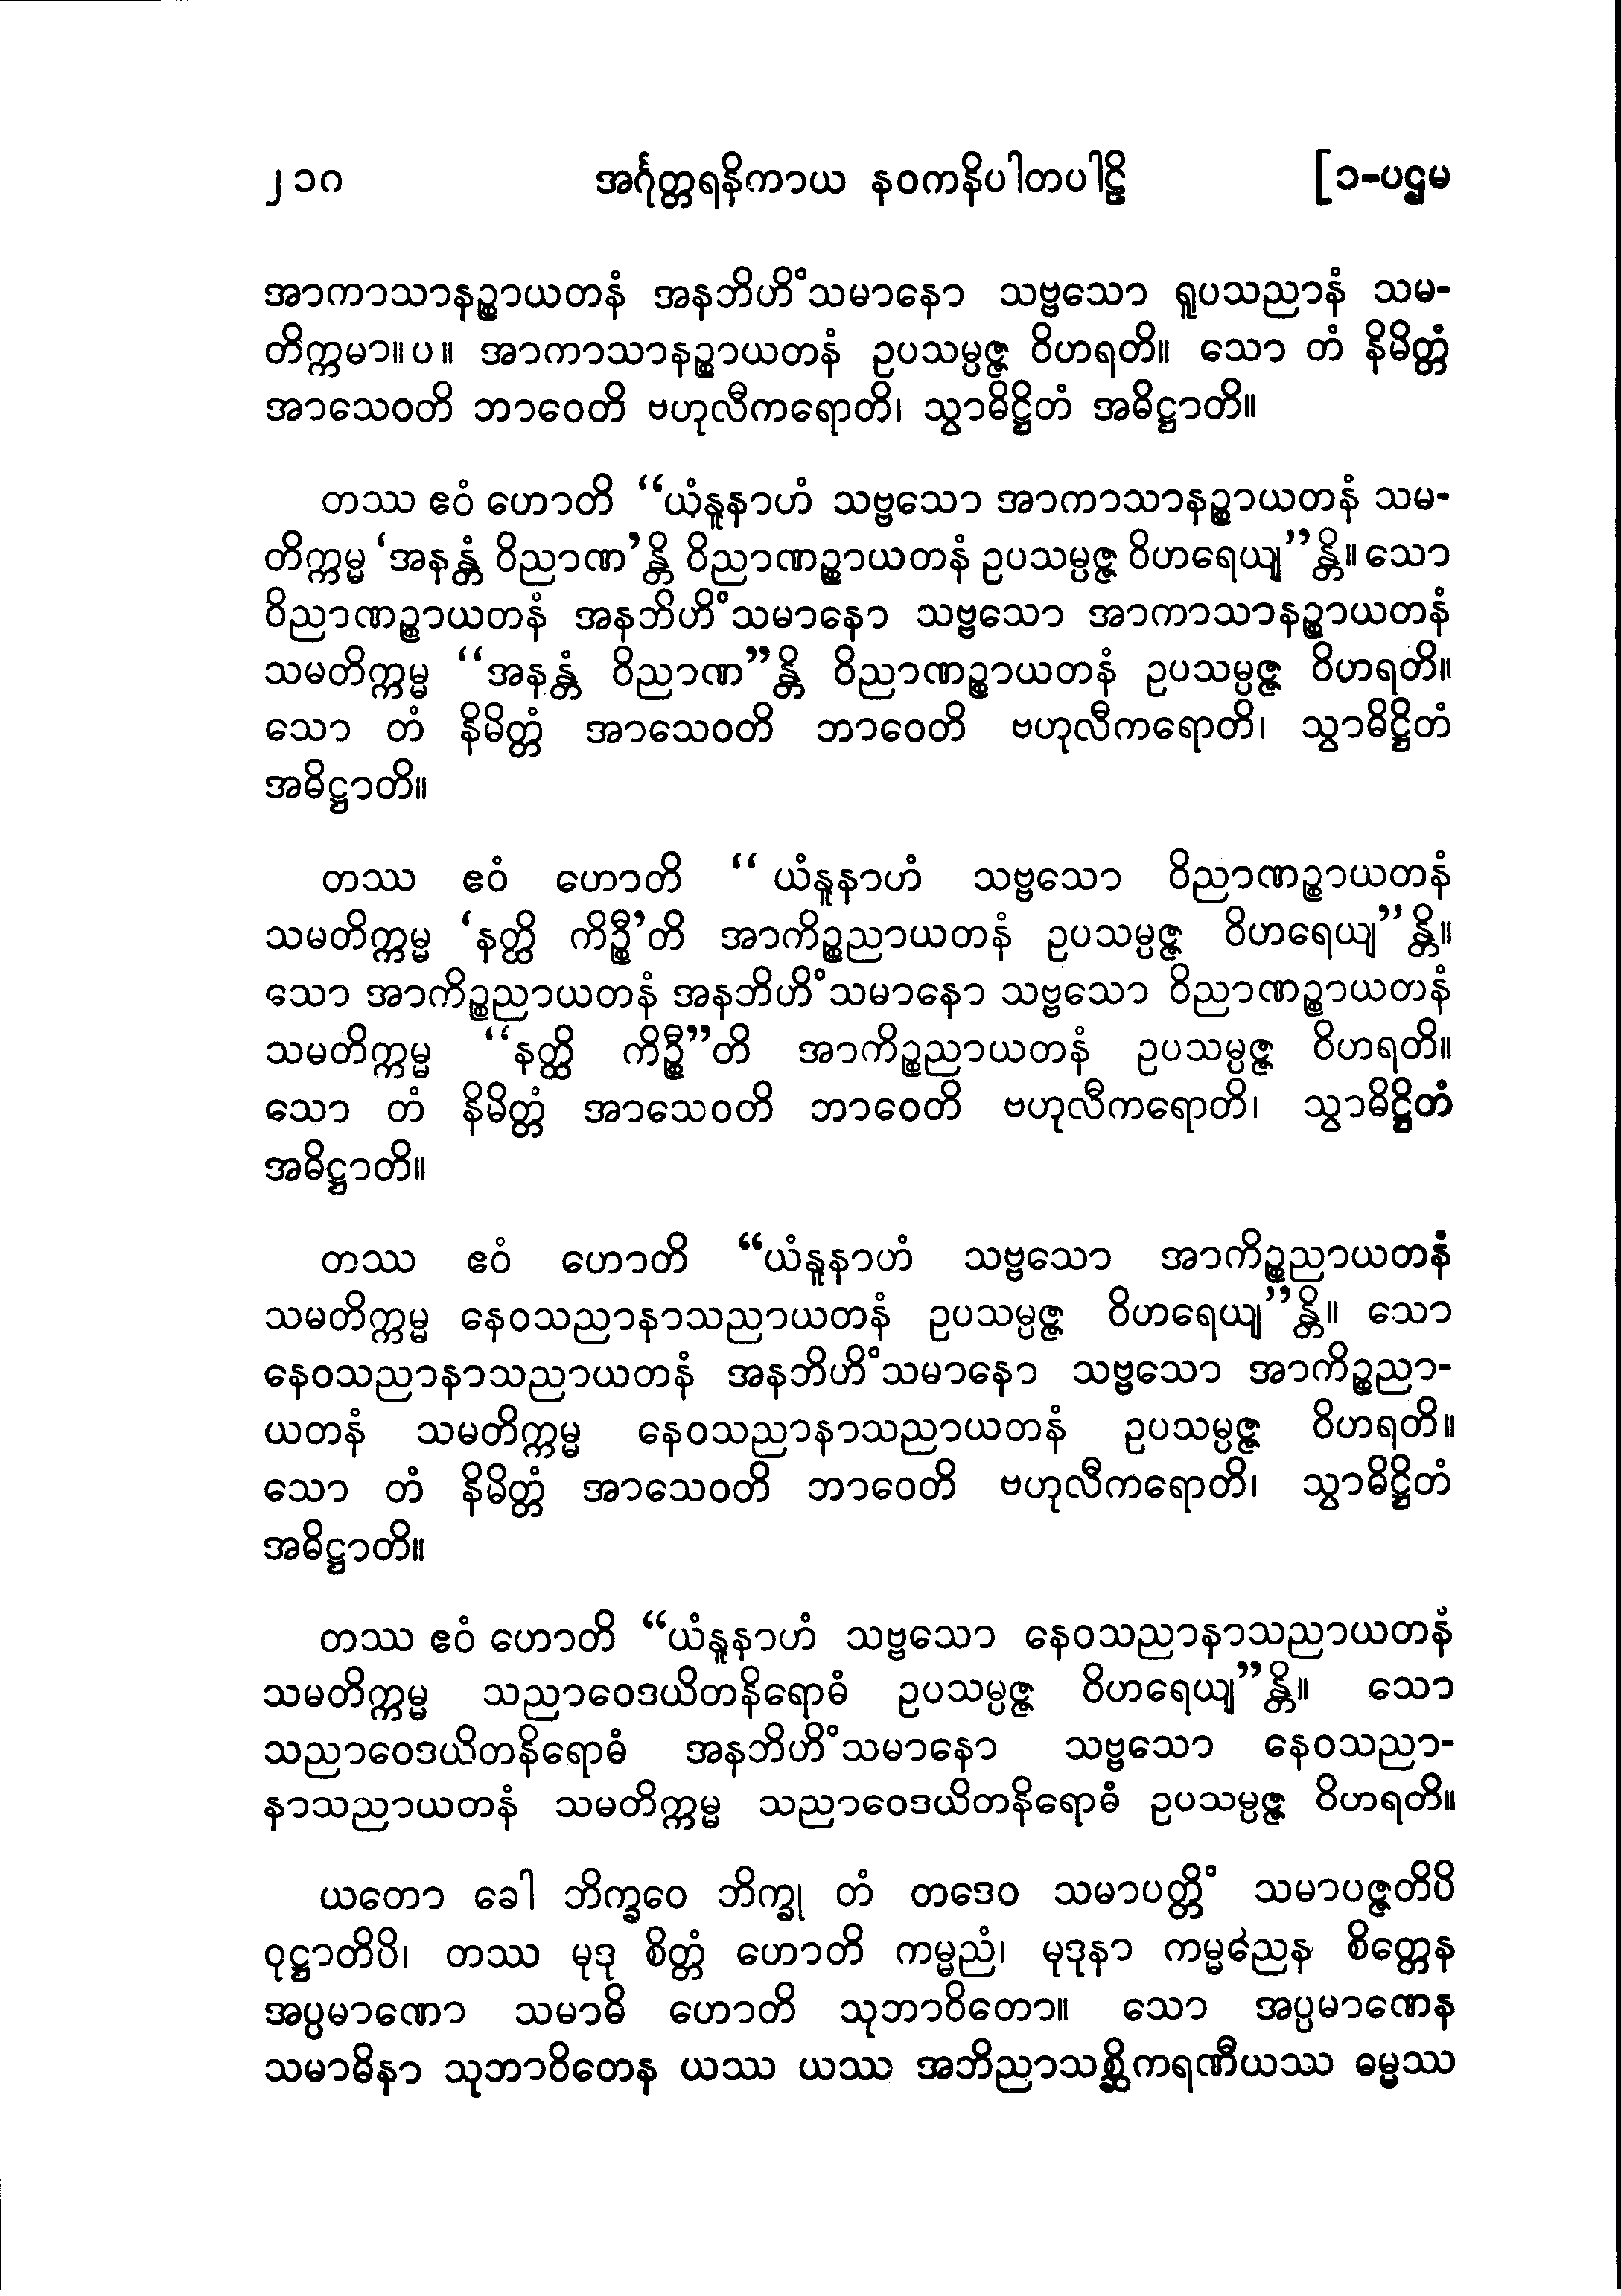 ၂၁၈ အင်္ဂုတ္တရနိကာယ နဝကနိပါတပါဠိ [၁-ပဌမ
အာကာသာနဉ္စာယတနံ အနဘိဟိံသမာနော သဗ္ဗသော ရူပသညာနံ သမ-
တိက္ကမာ။ပ။ အာကာသာနဉ္စာယတနံ ဥပသမ္ပဇ္ဇ ဝိဟရတိ။ သော တံ နိမိတ္တံ
အာသေဝတိ ဘာဝေတိ ဗဟုလီကရောတိ၊ သွာဓိဋ္ဌိတံ အဓိဋ္ဌာတိ။
တဿ ဧဝံ ဟောတိ “ယံနူနာဟံ သဗ္ဗသော အာကာသာနဉ္စာယတနံ သမ-
တိက္ကမ္မ ‘အနန္တံ ဝိညာဏ’န္တိ ဝိညာဏဉ္စာယတနံ ဥပသမ္ပဇ္ဇ ဝိဟရေယျ”န္တိ။ သော
ဝိညာဏဉ္စာယတနံ အနဘိဟိံသမာနော သဗ္ဗသော အာကာသာနဉ္စာယတနံ
သမတိက္ကမ္မ “အနန္တံ ဝိညာဏ”န္တိ ဝိညာဏဉ္စာယတနံ ဥပသမ္ပဇ္ဇ ဝိဟရတိ။
သော တံ နိမိတ္တံ အာသေဝတိ ဘာဝေတိ ဗဟုလီကရောတိ၊ သွာဓိဋ္ဌိတံ
အဓိဋ္ဌာတိ။
တဿ ဧဝံ ဟောတိ “ ယံနူနာဟံ သဗ္ဗသော ဝိညာဏဉ္စာယတနံ
သမတိက္ကမ္မ ‘နတ္ထိ ကိဉ္စီ’တိ အာကိဉ္စညာယတနံ ဥပသမ္ပဇ္ဇ ဝိဟရေယျ”န္တိ။
သော အာကိဉ္စညာယတနံ အနဘိဟိံသမာနော သဗ္ဗသော ဝိညာဏဉ္စာယတနံ
သမတိက္ကမ္မ “နတ္ထိ ကိဉ္စီ”တိ အာကိဉ္စညာယတနံ ဥပသမ္ပဇ္ဇ ဝိဟရတိ။
သော တံ နိမိတ္တံ အာသေဝတိ ဘာဝေတိ ဗဟုလီကရောတိ၊ သွာဓိဋ္ဌိတံ
အဓိဋ္ဌာတိ။
တဿ ဧဝံ ဟောတိ “ယံနူနာဟံ သဗ္ဗသော အာကိဉ္စညာယတနံ
သမတိက္ကမ္မ နေဝသညာနာသညာယတနံ ဥပသမ္ပဇ္ဇ ဝိဟရေယျ”န္တိ။ သော
နေဝသညာနာသညာယတနံ အနဘိဟိံသမာနော သဗ္ဗသော အာကိဉ္စညာ-
ယတနံ သမတိက္ကမ္မ နေဝသညာနာသညာယတနံ ဥပသမ္ပဇ္ဇ ဝိဟရတိ။
သော တံ နိမိတ္တံ အာသေဝတိ ဘာဝေတိ ဗဟုလီကရောတိ၊ သွာဓိဋ္ဌိတံ
အဓိဋ္ဌာတိ။
တဿ ဧဝံ ဟောတိ “ယံနူနာဟံ သဗ္ဗသော နေဝသညာနာသညာယတနံ
သမတိက္ကမ္မ သညာဝေဒယိတနိရောဓံ ဥပသမ္ပဇ္ဇ ဝိဟရေယျ”န္တိ။ သော
သညာဝေဒယိတနိရောဓံ အနဘိဟိံသမာနော သဗ္ဗသော နေဝသညာ-
နာသညာယတနံ သမတိက္ကမ္မ သညာဝေဒယိတနိရောဓံ ဥပသမ္ပဇ္ဇ ဝိဟရတိ။
ယတော ခေါ ဘိက္ခဝေ ဘိက္ခု တံ တဒေဝ သမာပတ္တိံ သမာပဇ္ဇတိပိ
ဝုဋ္ဌာတိပိ၊ တဿ မုဒု စိတ္တံ ဟောတိ ကမ္မညံ၊ မုဒုနာ ကမ္မညေန စိတ္တေန
အပ္ပမာဏော သမာဓိ ဟောတိ သုဘာဝိတော။ သော အပ္ပမာဏေန
သမာဓိနာ သုဘာဝိတေန ယဿ ယဿ အဘိညာသစ္ဆိကရဏီယဿ ဓမ္မဿ